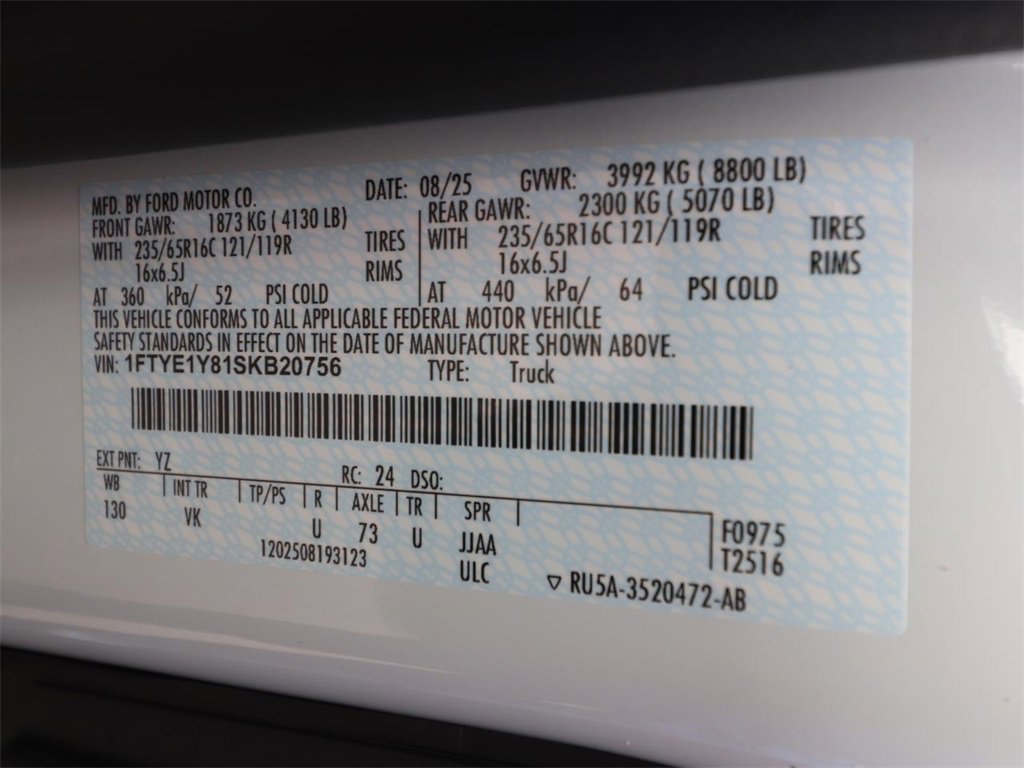 MFD. BY FORD MOTOR CO. DATE: 08/25 GVWR: 3992 KG ( 8800 LB)
FRONT GAWR: 1873 KG ( 4130 LB) REAR GAWR: 2300 KG ( 5070 LB)
WITH 235/65R16C 121/119R TIRES WITH 235/65R16C 121/119R TIRES
16x6.5J RIMS 16x6.5J RIMS
AT 360 kPa/ 52 PSI COLD AT 440 kPa/ 64 PSI COLD
THIS VEHICLE CONFORMS TO ALL APPLICABLE FEDERAL MOTOR VEHICLE
SAFETY STANDARDS IN EFFECT ON THE DATE OF MANUFACTURE SHOWN ABOVE.
VIN: 1FTYE1Y81SKB20756 TYPE: Truck
EXT PNT: YZ RC: 24 DSO:
WB INT TR TP/PS R AXLE TR SPR
130 VK U 73 U JJAA F0975
1202508193123 ULC T2516
RU5A-3520472-AB